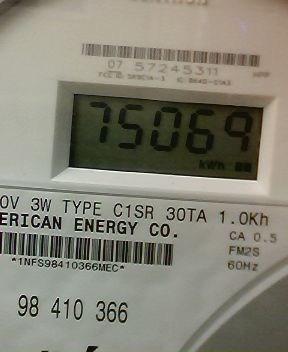 07 57245311
75069
kWh
0V 3W TYPE C1SR 30TA 1.0Kh
ERICAN ENERGY CO.
CA 0.5
FM2S
60Hz
*1NFS98410366MEC*
98 410 366